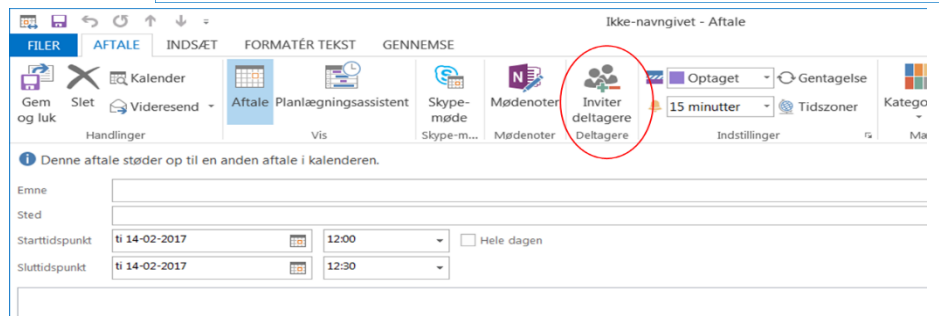 Ikke-navngivet - Aftale
FILER AFTALE INDSÆT FORMATÉR TEKST GENNEMSE
Gem og luk
Slet
Kalender
Videresend
Handlinger
Aftale
Planlægningsassistent
Vis
Skype-møde
Skype-m...
Mødenoter
Mødenoter
Inviter deltagere
Deltagere
Optaget
Gentagelse
15 minutter
Tidszoner
Indstillinger
Katego
Mæ
Denne aftale støder op til en anden aftale i kalenderen.
Emne
Sted
Starttidspunkt ti 14-02-2017 12:00 Hele dagen
Sluttidspunkt ti 14-02-2017 12:30